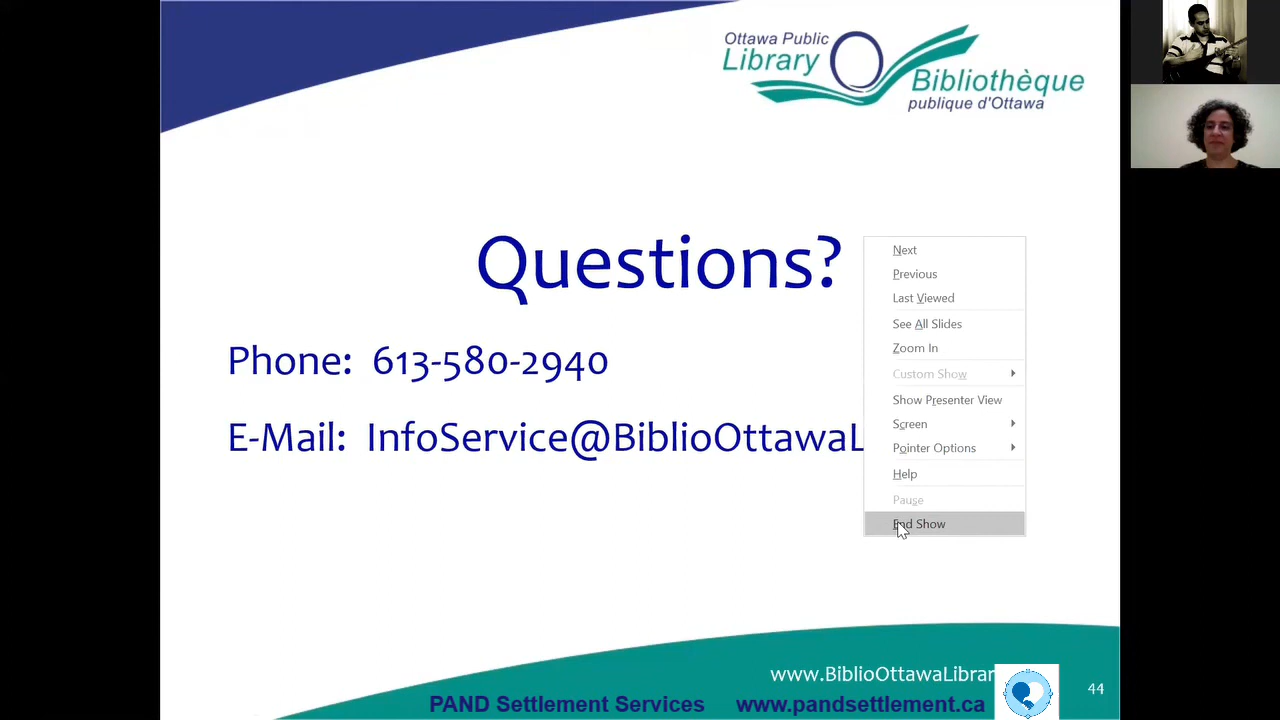 Ottawa Public
Library
Bibliothèque
publique d'Ottawa
Questions?
Phone: 613-580-2940
E-Mail: InfoService@BiblioOttawaL
Next
Previous
Last Viewed
See All Slides
Zoom In
Custom Show
Show Presenter View
Screen
Pointer Options
Help
Pause
End Show
www.BiblioOttawaLibrar
44
PAND Settlement Services www.pandsettlement.ca